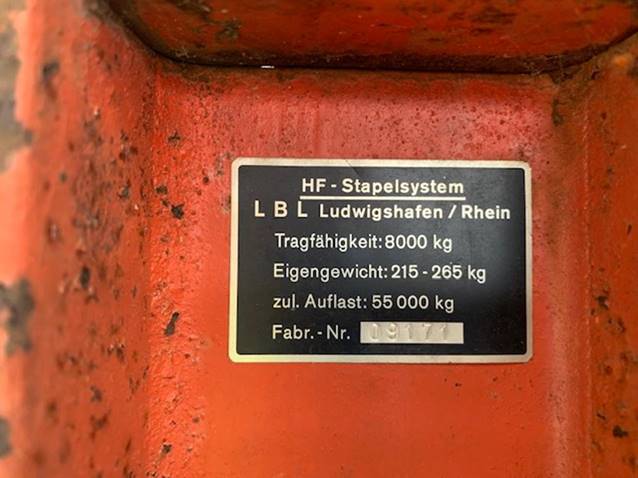 HF - Stapelsystem
L B L Ludwigshafen / Rhein
Tragfähigkeit: 8000 kg
Eigengewicht: 215 - 265 kg
zul. Auflast: 55 000 kg
Fabr. - Nr. 09171